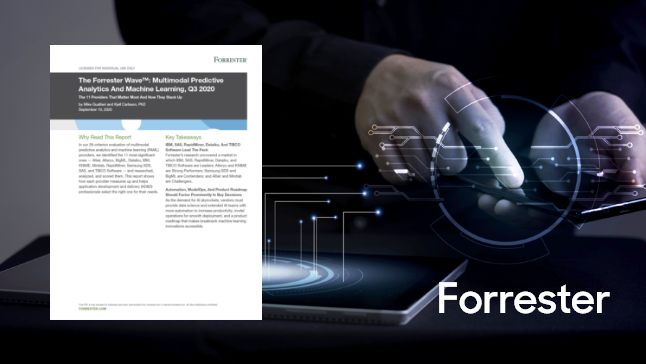 FORRESTER
LICENSED FOR INDIVIDUAL USE ONLY
The Forrester Wave™: Multimodal Predictive
Analytics And Machine Learning, Q3 2020
The 11 Providers That Matter Most And How They Stack Up
by Mike Gualtieri and Kjell Carlsson, PhD
September 10, 2020
Why Read This Report
In our 26-criterion evaluation of multimodal
predictive analytics and machine learning (PAML)
providers, we identified the 11 most significant
ones — Altair, Alteryx, BigML, Dataiku, IBM,
KNIME, Minitab, RapidMiner, Samsung SDS,
SAS, and TIBCO Software — and researched,
analyzed, and scored them. This report shows
how each provider measures up and helps
application development and delivery (AD&D)
professionals select the right one for their needs.
Key Takeaways
IBM, SAS, RapidMiner, Dataiku, And TIBCO
Software Lead The Pack
Forrester's research uncovered a market in
which IBM, SAS, RapidMiner, Dataiku, and
TIBCO Software are Leaders; Alteryx and KNIME
are Strong Performers; Samsung SDS and
BigML are Contenders; and Altair and Minitab
are Challengers.
Automation, ModelOps, And Product Roadmap
Should Factor Prominently In Buy Decisions
As the demand for AI skyrockets, vendors must
provide data science and extended AI teams with
more automation to increase productivity, model
operations for smooth deployment, and a product
roadmap that makes treatment-machine learning
innovations accessible.
FORRESTER.COM
Forrester